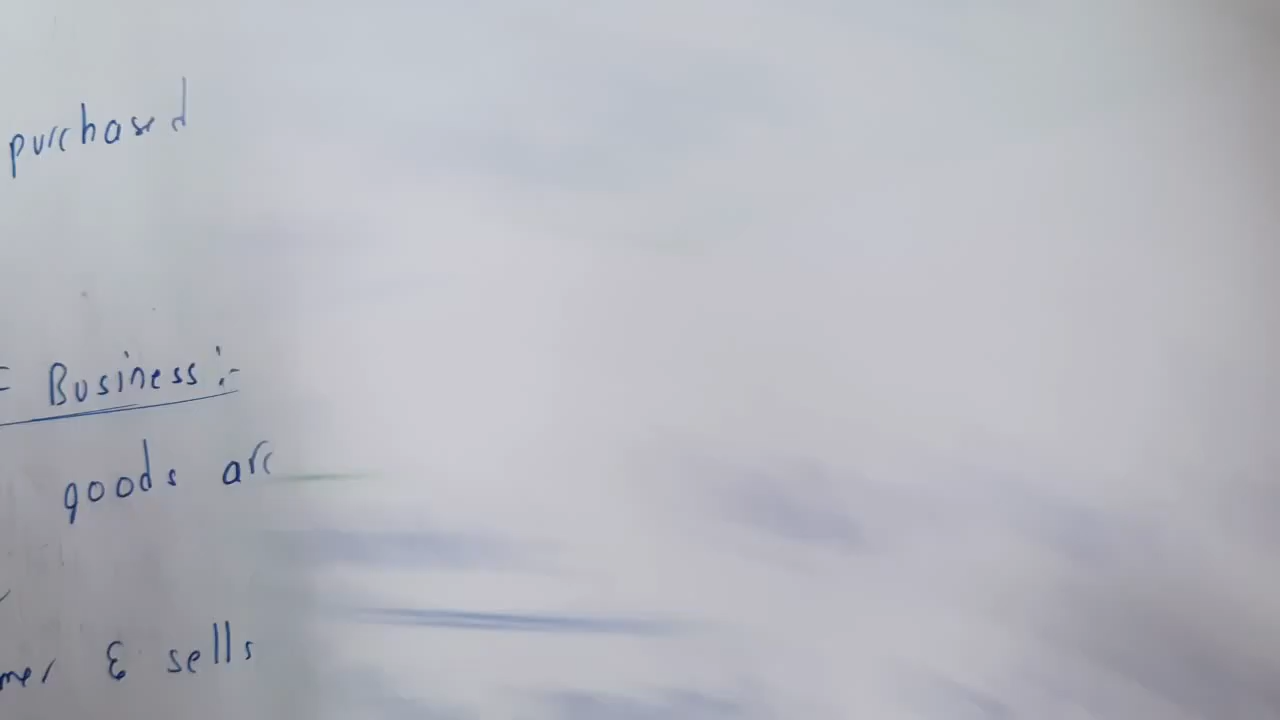 purchased
Business :-
goods are
& sells